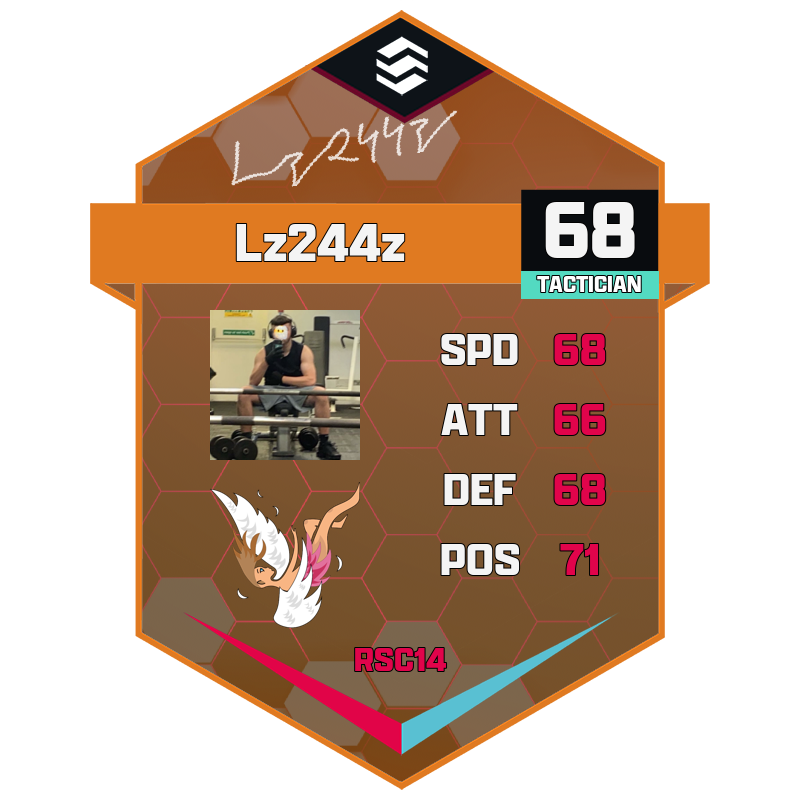 Lz244z
Lz244z
68
TACTICIAN
SPD 68
ATT 66
DEF 68
POS 71
RSC14